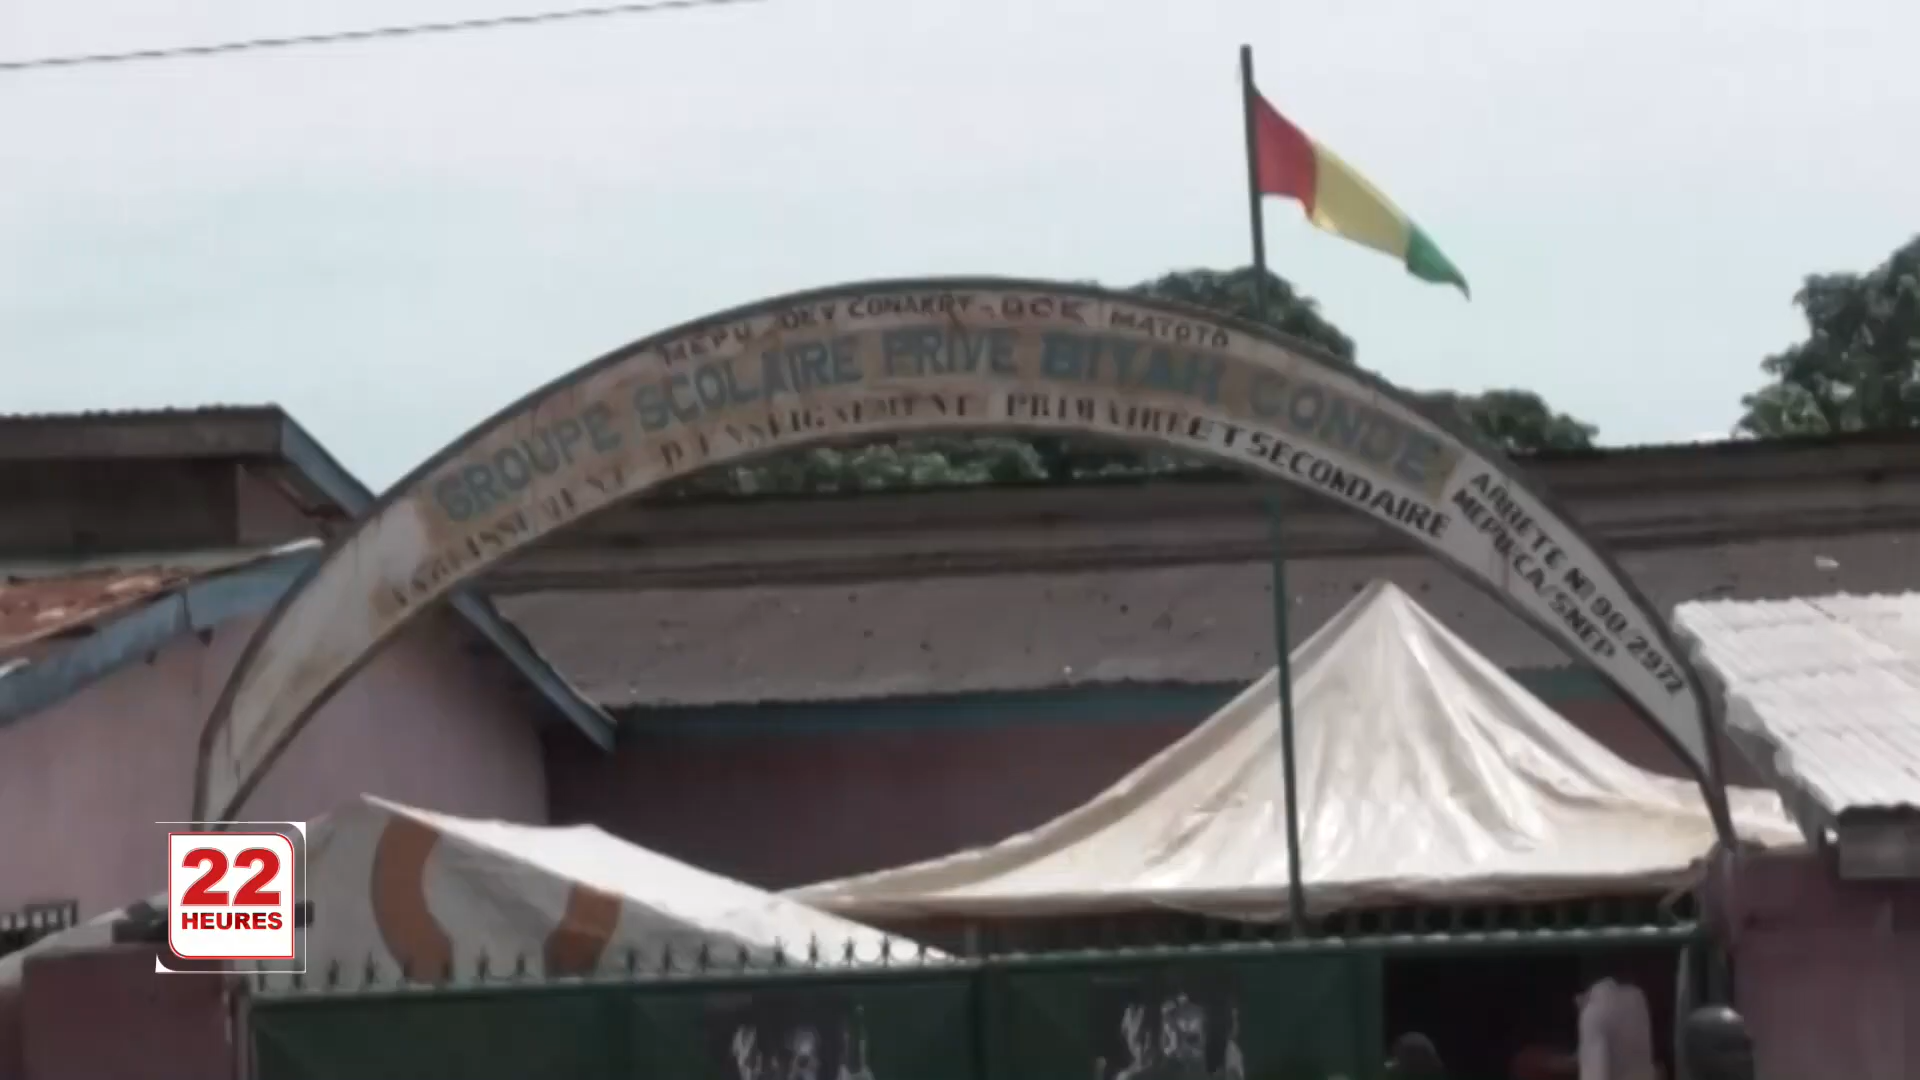 MEPU DEV CONAKRY - DCE MATOTO
GROUPE SCOLAIRE PRIVE BIYAH CONDE
D'ENSEIGNEMENT PRIMAIRE ET SECONDAIRE
ARRETE N° 90.2972
MEPU CA/SNEP
22
HEURES